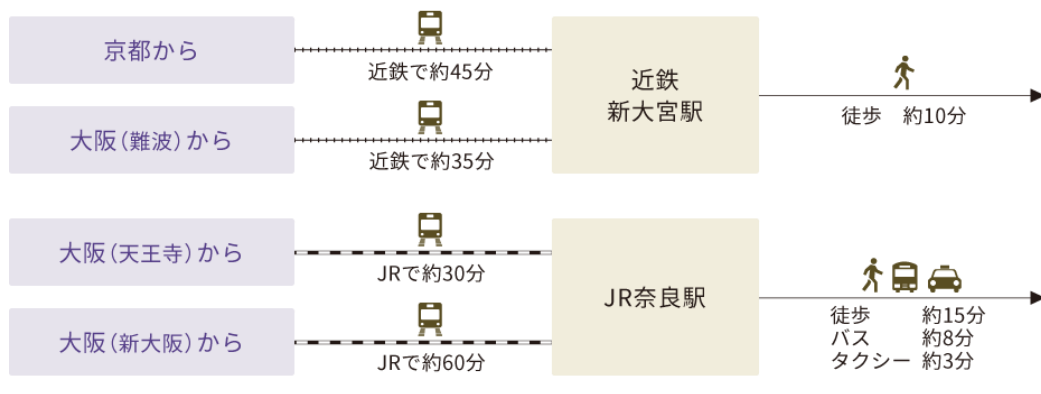 京都から
近鉄で約45分
大阪（難波）から
近鉄で約35分
近鉄
新大宮駅
徒歩　約10分
大阪（天王寺）から
JRで約30分
大阪（新大阪）から
JRで約60分
JR奈良駅
徒歩　約15分
バス　約8分
タクシー　約3分